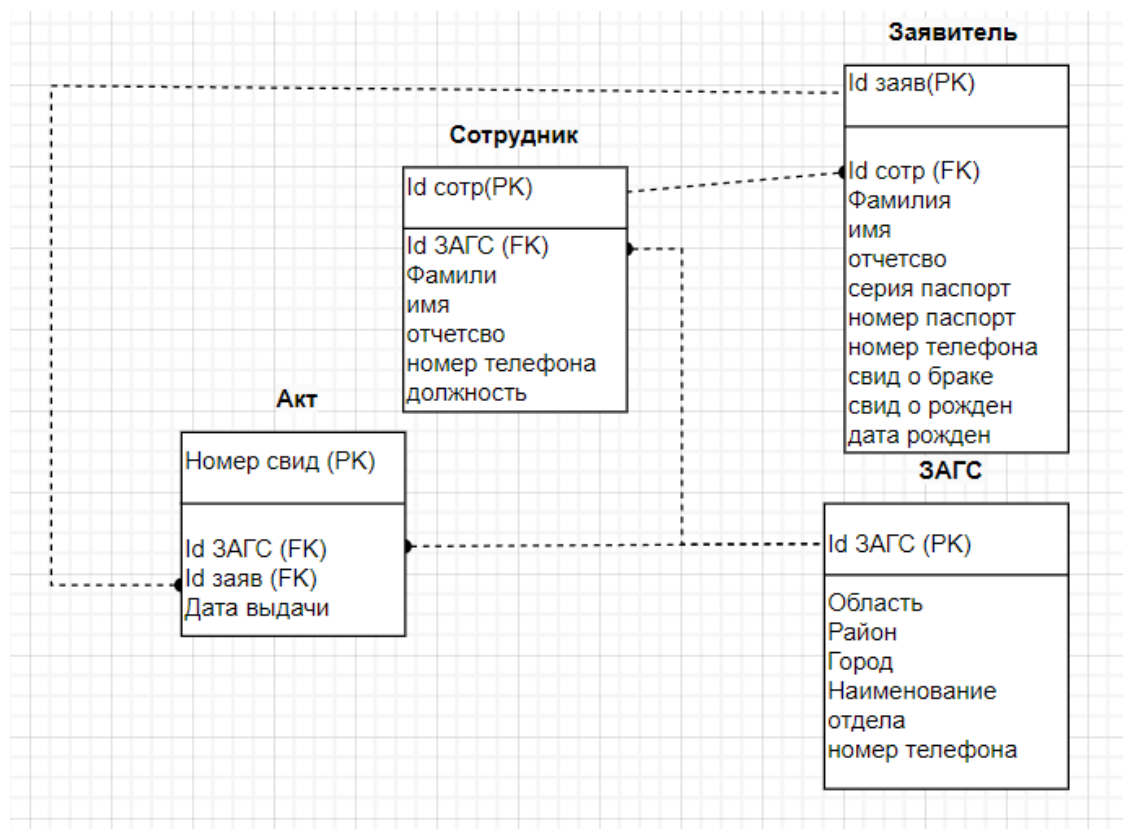 Заявитель
Id заяв(PK)
Id сотр (FK)
Фамилия
имя
отчетсво
серия паспорт
номер паспорт
номер телефона
свид о браке
свид о рожден
дата рожден
Сотрудник
Id сотр(PK)
Id ЗАГС (FK)
Фамили
имя
отчетсво
номер телефона
должность
Акт
Номер свид (PK)
Id ЗАГС (FK)
Id заяв (FK)
Дата выдачи
ЗАГС
Id ЗАГС (PK)
Область
Район
Город
Наименование
отдела
номер телефона